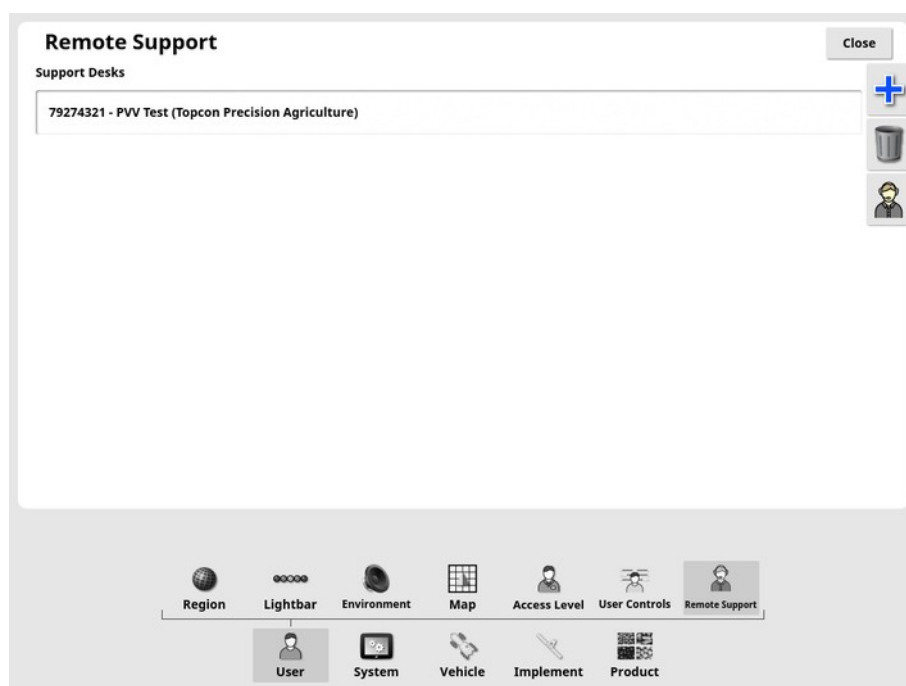 Remote Support
Close
Support Desks
79274321 - PVV Test (Topcon Precision Agriculture)
Region
Lightbar
Environment
Map
Access Level
User Controls
Remote Support
User
System
Vehicle
Implement
Product